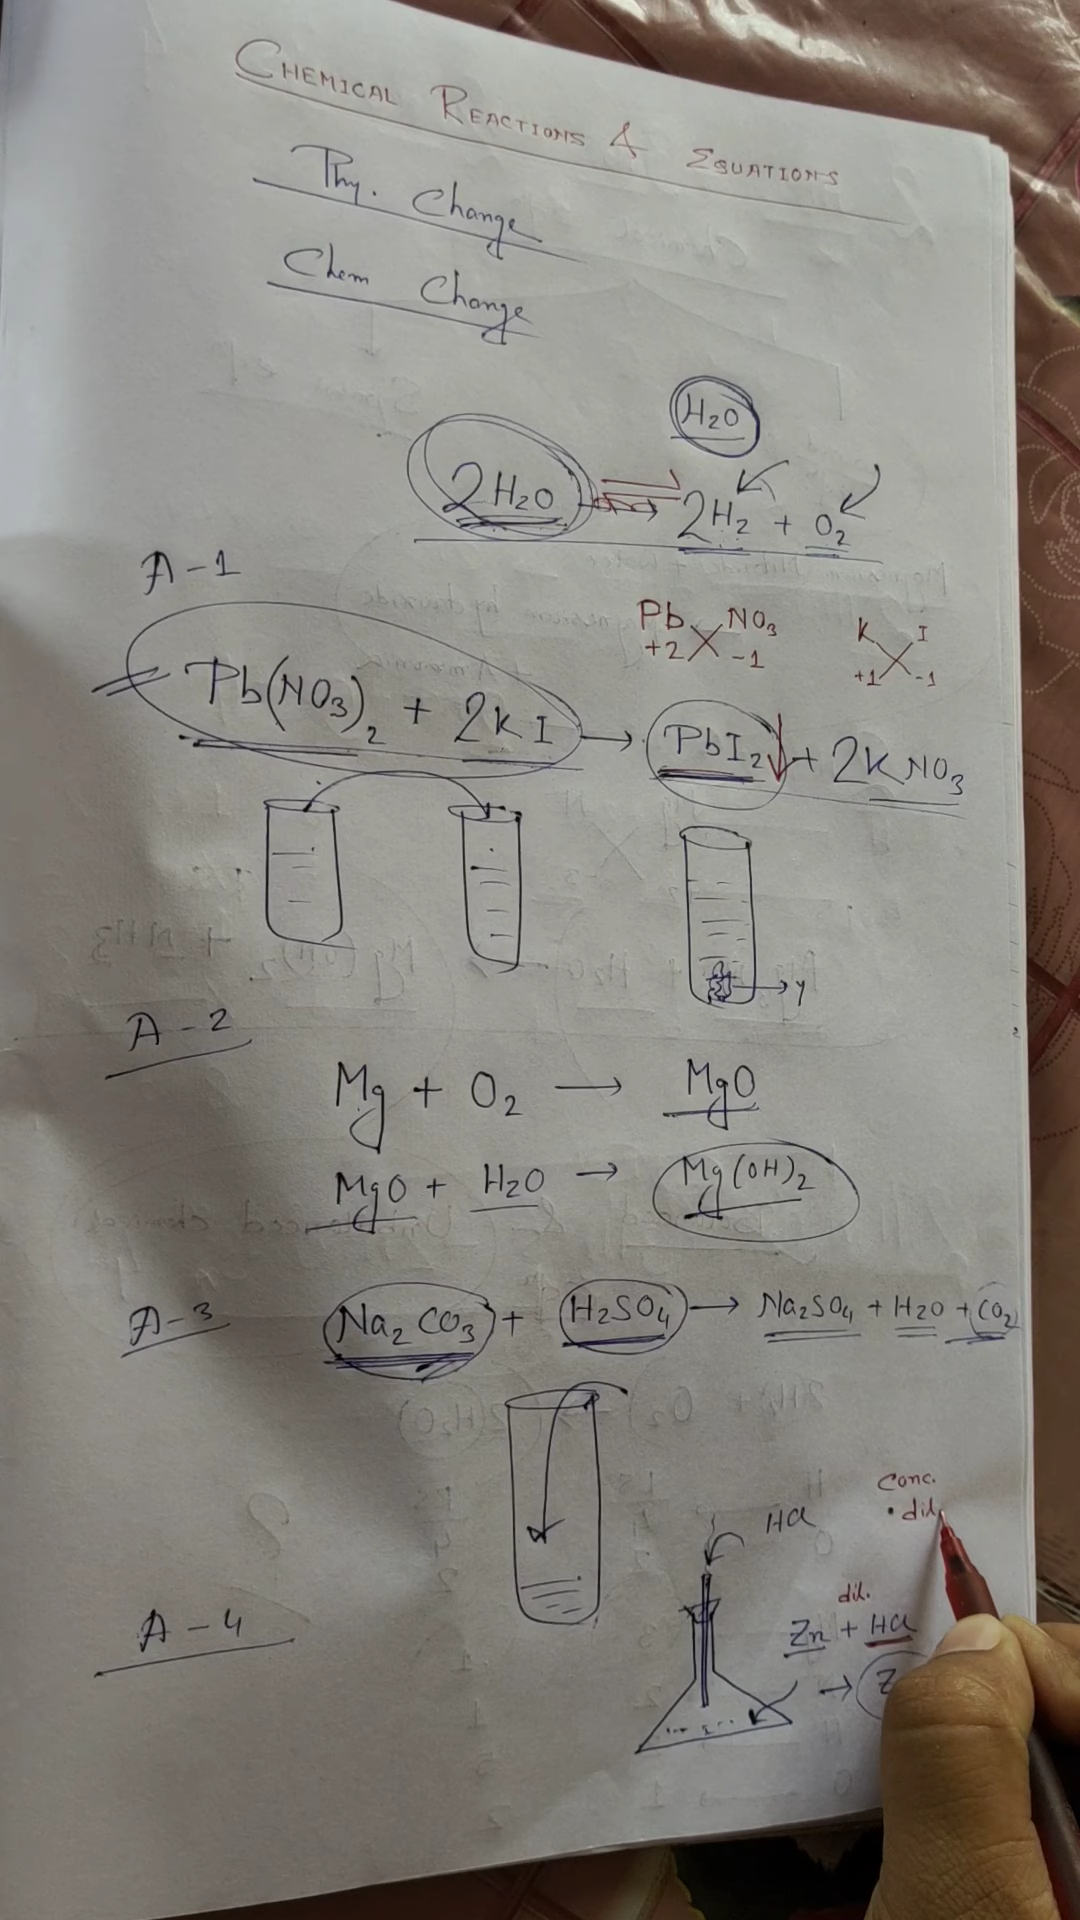 CHEMICAL REACTIONS & EQUATIONS
Phy. Change
Chem Change
H2O
2H2O → 2H2 + O2
A-1
Pb NO3
+2 -1
K I
+1 -1
Pb(NO3)2 + 2KI → PbI2↓ + 2KNO3
y
A-2
Mg + O2 → MgO
MgO + H2O → Mg(OH)2
A-3
Na2CO3 + H2SO4 → Na2SO4 + H2O + CO2
Conc.
• dil
HCl
dil.
A-4
Zn + HCl
→ Z